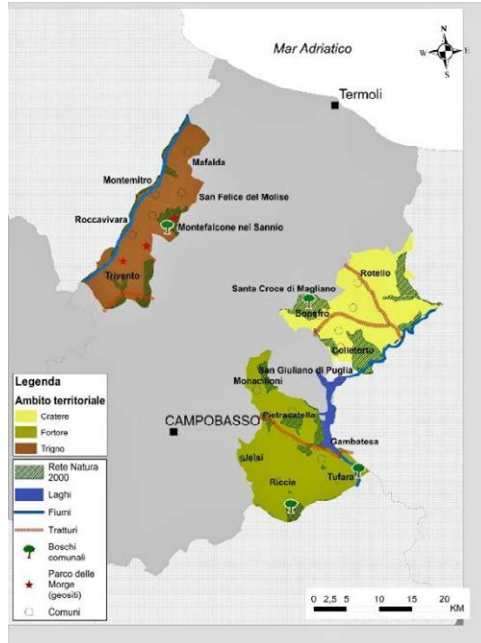 Mar Adriatico
N
W
E
S
Termoli
Mafalda
Montemitro
San Felice del Molise
Roccavivara
Montefalcone nel Sannio
Trivento
Rotello
Santa Croce di Magliano
Bonefro
Colletorto
San Giuliano di Puglia
Monacilioni
Pietracatella
CAMPOBASSO
Gambatesa
Jelsi
Tufara
Riccia
Legenda
Ambito territoriale
Cratere
Fortore
Trigno
Rete Natura
2000
Laghi
Fiumi
Tratturi
Boschi
comunali
Parco delle
Morge
(geositi)
Comuni
0 2,5 5 10 15 20
KM